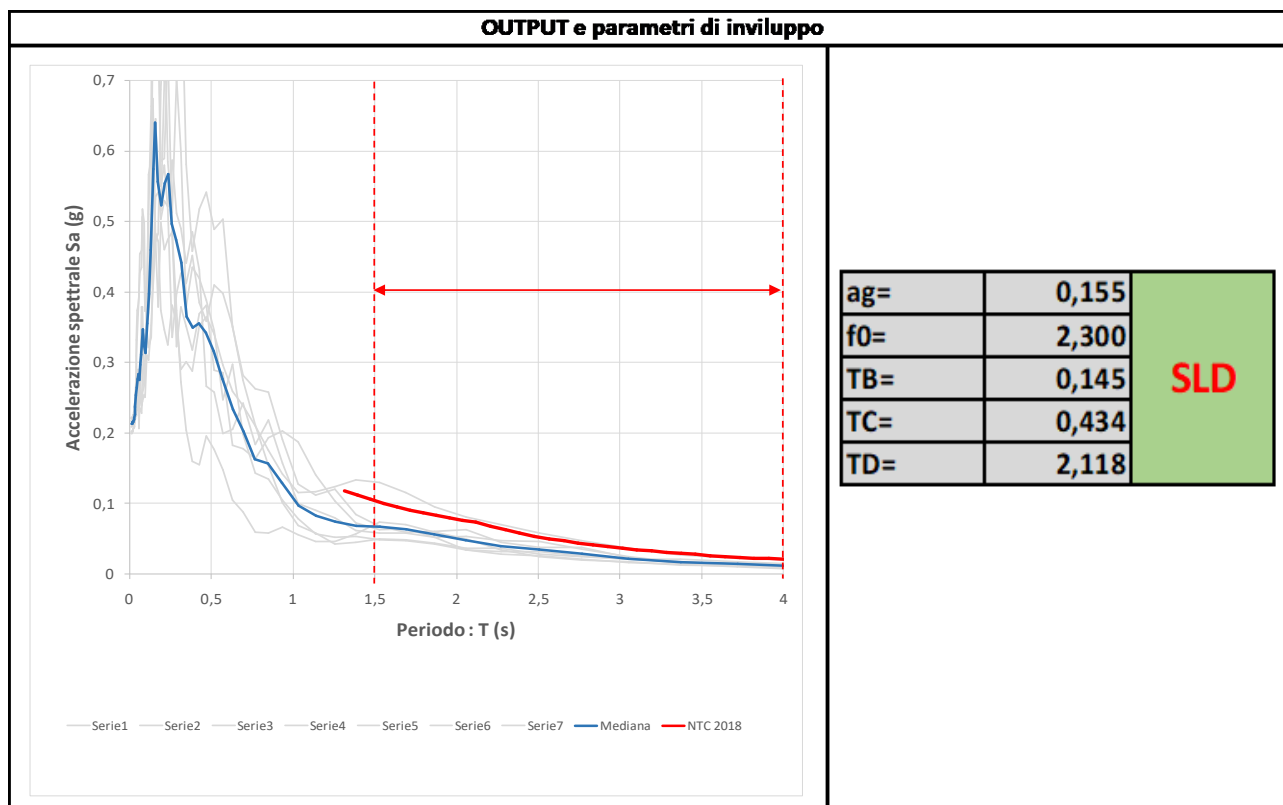 OUTPUT e parametri di inviluppo
Accelerazione spettrale Sa (g)
0,7
0,6
0,5
0,4
0,3
0,2
0,1
0
0 0,5 1 1,5 2 2,5 3 3,5 4
Periodo : T (s)
Serie1 Serie2 Serie3 Serie4 Serie5 Serie6 Serie7 Mediana NTC 2018
ag= 0,155
f0= 2,300
TB= 0,145
TC= 0,434
TD= 2,118
SLD